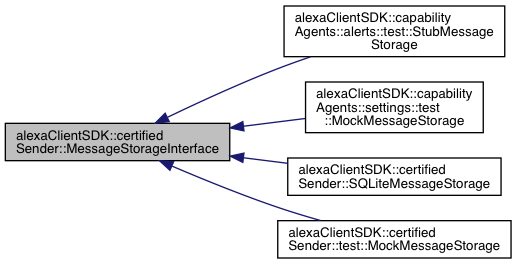 alexaClientSDK::capability
Agents::alerts::test::StubMessage
Storage
alexaClientSDK::capability
Agents::settings::test
::MockMessageStorage
alexaClientSDK::certified
Sender::MessageStorageInterface
alexaClientSDK::certified
Sender::SQLiteMessageStorage
alexaClientSDK::certified
Sender::test::MockMessageStorage